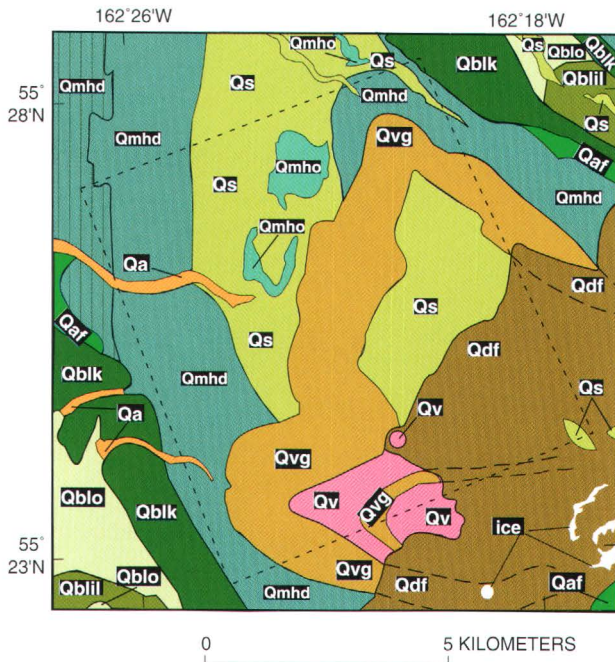 162°26'W 162°18'W
Qmho Qs Qblo Qblk
Qs Qblk
55°
Qmhd Qs Qblil
28'N
Qmhd
Qmhd Qs
Qvg
Qmho Qaf
Qs Qmhd
Qmho
Qa Qdf
Qs
Qaf Qs Qdf
Qblk Qmhd Qs
Qa Qv
Qvg
Qv Qvg Qv
Qblk ice
Qblo
55° Qvg
23'N Qblil Qblo Qmhd Qdf Qaf
0 5 KILOMETERS